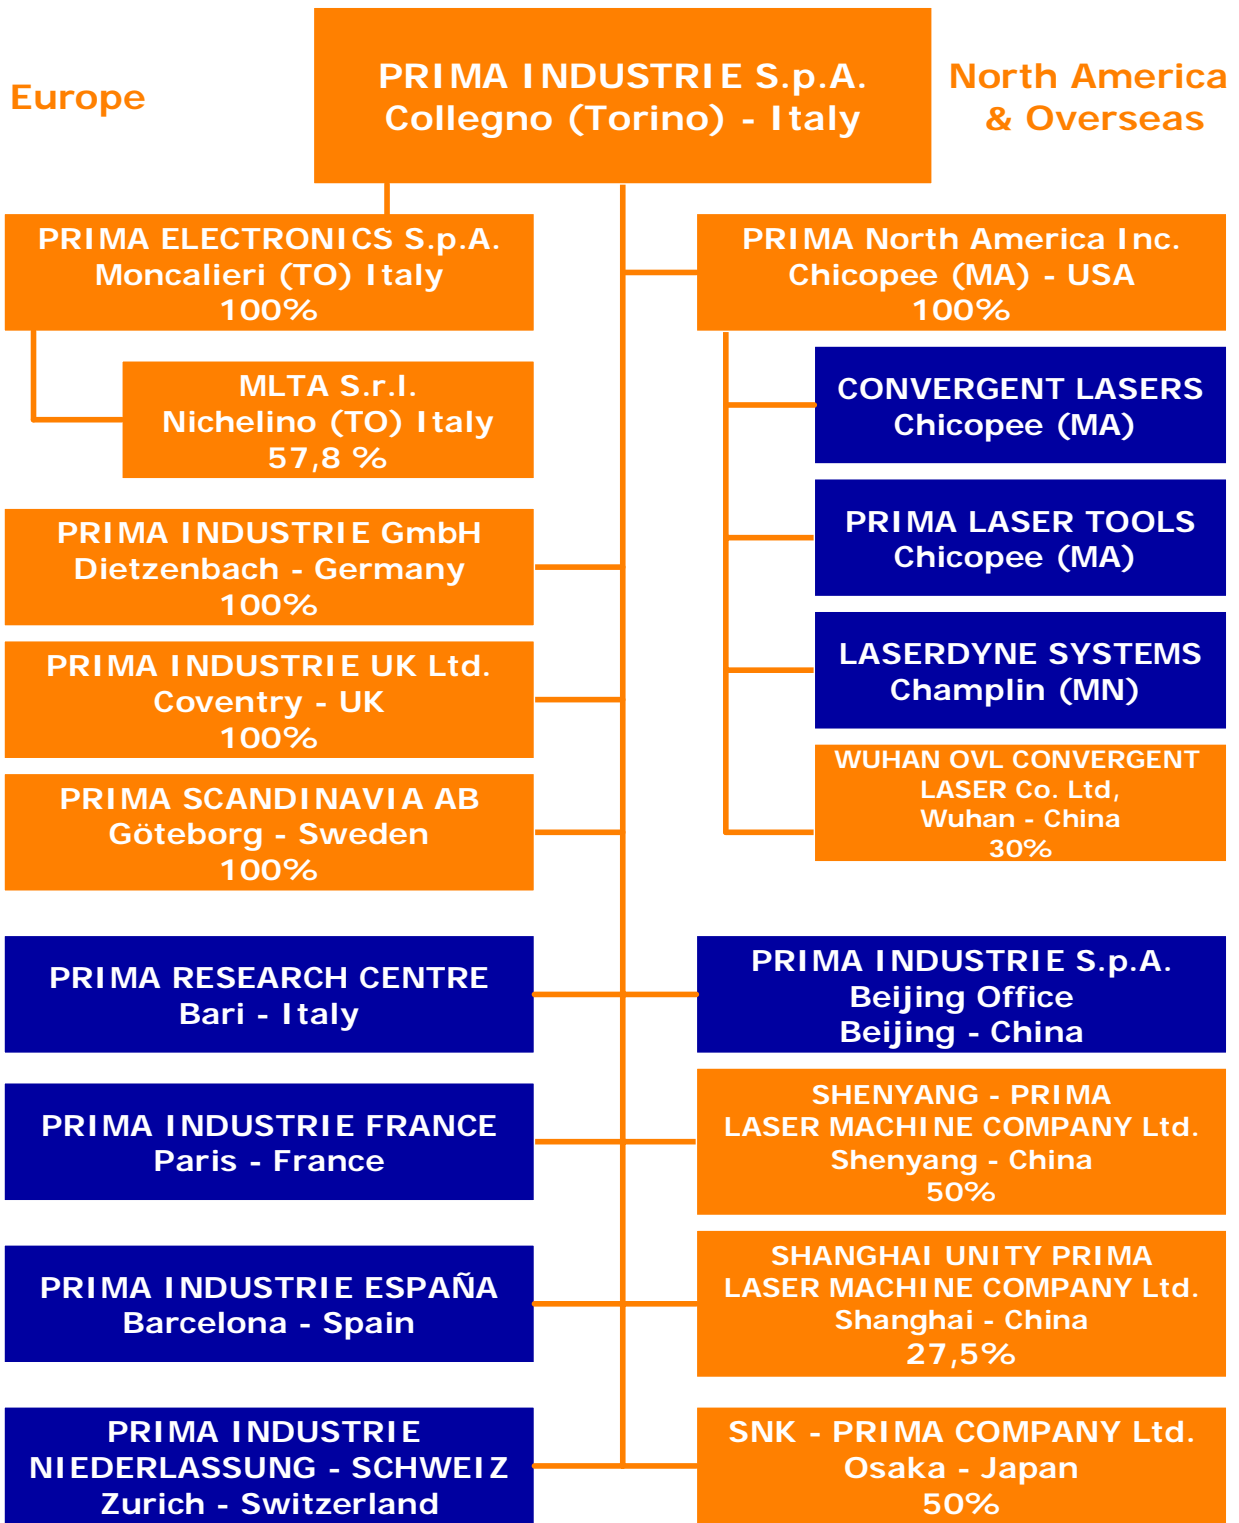 PRIMA INDUSTRIE S.p.A.
Collegno (Torino) - Italy
Europe
North America
& Overseas
PRIMA ELECTRONICS S.p.A.
Moncalieri (TO) Italy
100%
MLTA S.r.l.
Nichelino (TO) Italy
57,8 %
PRIMA INDUSTRIE GmbH
Dietzenbach - Germany
100%
PRIMA INDUSTRIE UK Ltd.
Coventry - UK
100%
PRIMA SCANDINAVIA AB
Göteborg - Sweden
100%
PRIMA RESEARCH CENTRE
Bari - Italy
PRIMA INDUSTRIE FRANCE
Paris - France
PRIMA INDUSTRIE ESPAÑA
Barcelona - Spain
PRIMA INDUSTRIE
NIEDERLASSUNG - SCHWEIZ
Zurich - Switzerland
PRIMA North America Inc.
Chicopee (MA) - USA
100%
CONVERGENT LASERS
Chicopee (MA)
PRIMA LASER TOOLS
Chicopee (MA)
LASERDYNE SYSTEMS
Champlin (MN)
WUHAN OVL CONVERGENT
LASER Co. Ltd,
Wuhan - China
30%
PRIMA INDUSTRIE S.p.A.
Beijing Office
Beijing - China
SHENYANG - PRIMA
LASER MACHINE COMPANY Ltd.
Shenyang - China
50%
SHANGHAI UNITY PRIMA
LASER MACHINE COMPANY Ltd.
Shanghai - China
27,5%
SNK - PRIMA COMPANY Ltd.
Osaka - Japan
50%